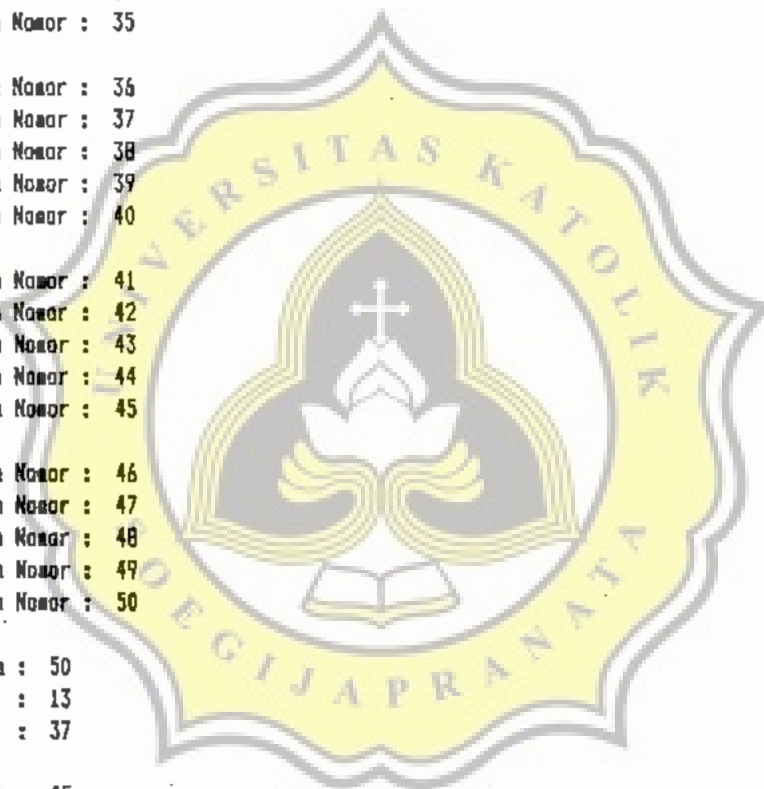 Nomor : 35
Nomor : 36
Nomor : 37
Nomor : 38
Nomor : 39
Nomor : 40
Nomor : 41
Nomor : 42
Nomor : 43
Nomor : 44
Nomor : 45
Nomor : 46
Nomor : 47
Nomor : 48
Nomor : 49
Nomor : 50
: 50
: 13
: 37
UNIVERSITAS KATOLIK
SOEGIJAPRANATA